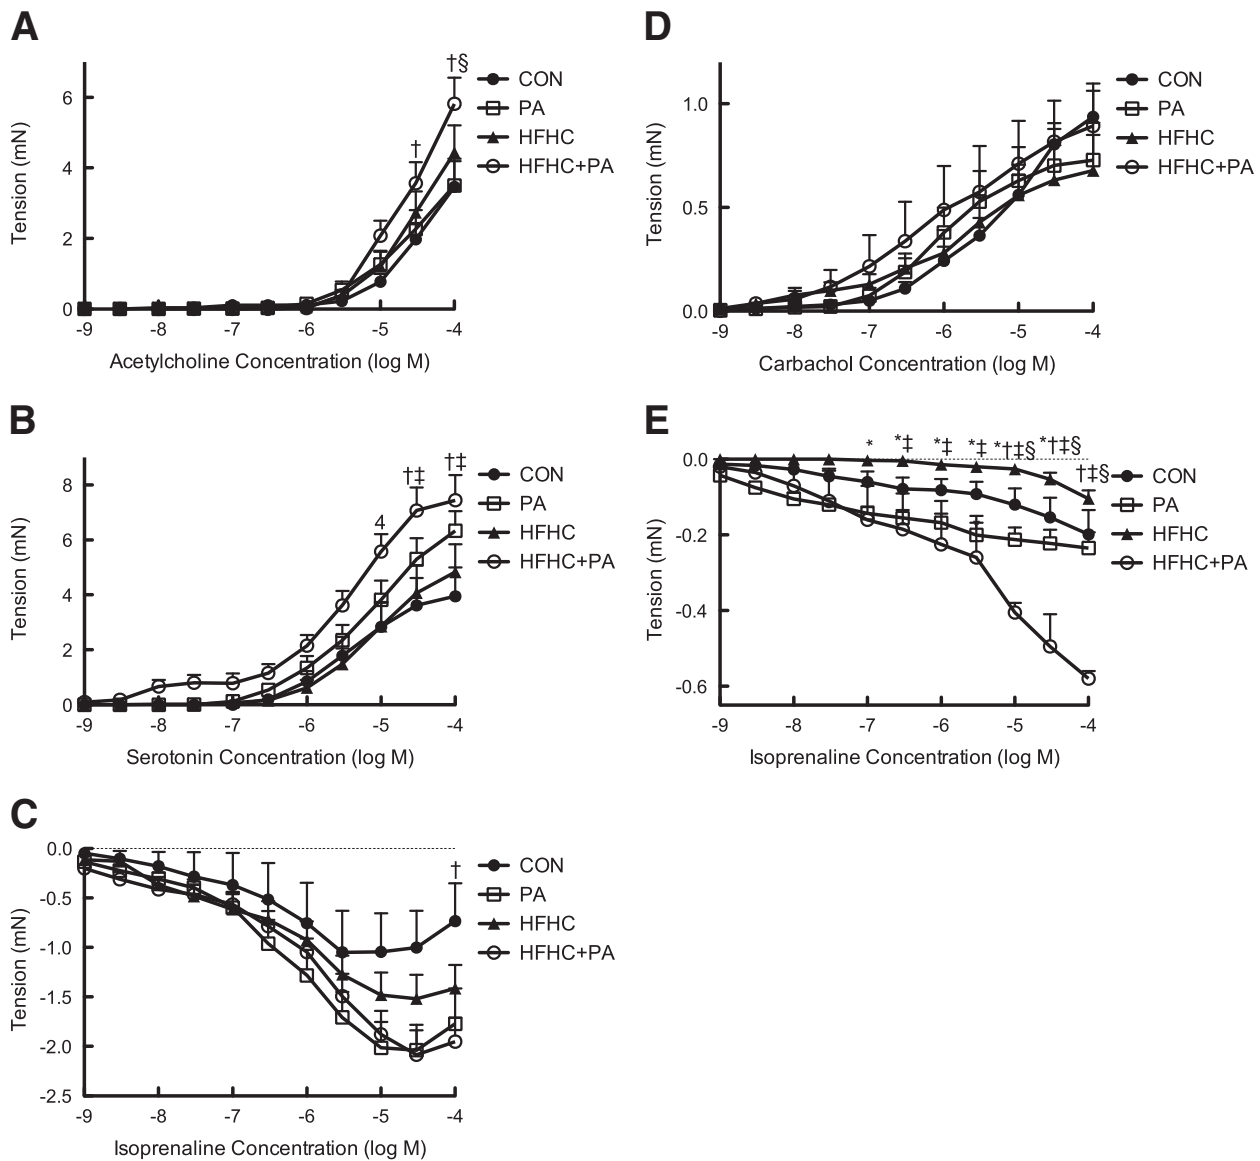 A
†§
†
CON
PA
HFHC
HFHC+PA
6
4
2
0
Tension (mN)
-9 -8 -7 -6 -5 -4
Acetylcholine Concentration (log M)
D
CON
PA
HFHC
HFHC+PA
1.0
0.5
0.0
Tension (mN)
-9 -8 -7 -6 -5 -4
Carbachol Concentration (log M)
B
†‡ †‡
4
CON
PA
HFHC
HFHC+PA
8
6
4
2
0
Tension (mN)
-9 -8 -7 -6 -5 -4
Serotonin Concentration (log M)
E
* *‡ *‡ *‡ *†‡§ *†‡§
†‡§
CON
PA
HFHC
HFHC+PA
0.0
-0.2
-0.4
-0.6
Tension (mN)
-9 -8 -7 -6 -5 -4
Isoprenaline Concentration (log M)
C
†
CON
PA
HFHC
HFHC+PA
0.0
-0.5
-1.0
-1.5
-2.0
-2.5
Tension (mN)
-9 -8 -7 -6 -5 -4
Isoprenaline Concentration (log M)